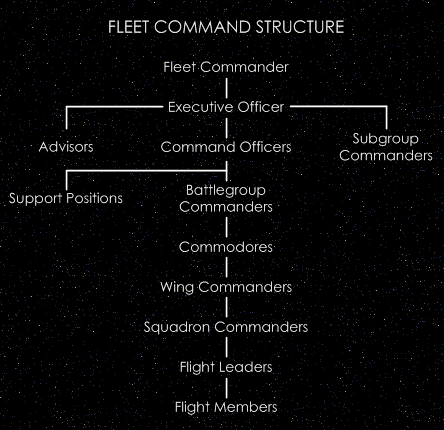 FLEET COMMAND STRUCTURE
Fleet Commander
Executive Officer
Advisors
Command Officers
Subgroup
Commanders
Support Positions
Battlegroup
Commanders
Commodores
Wing Commanders
Squadron Commanders
Flight Leaders
Flight Members